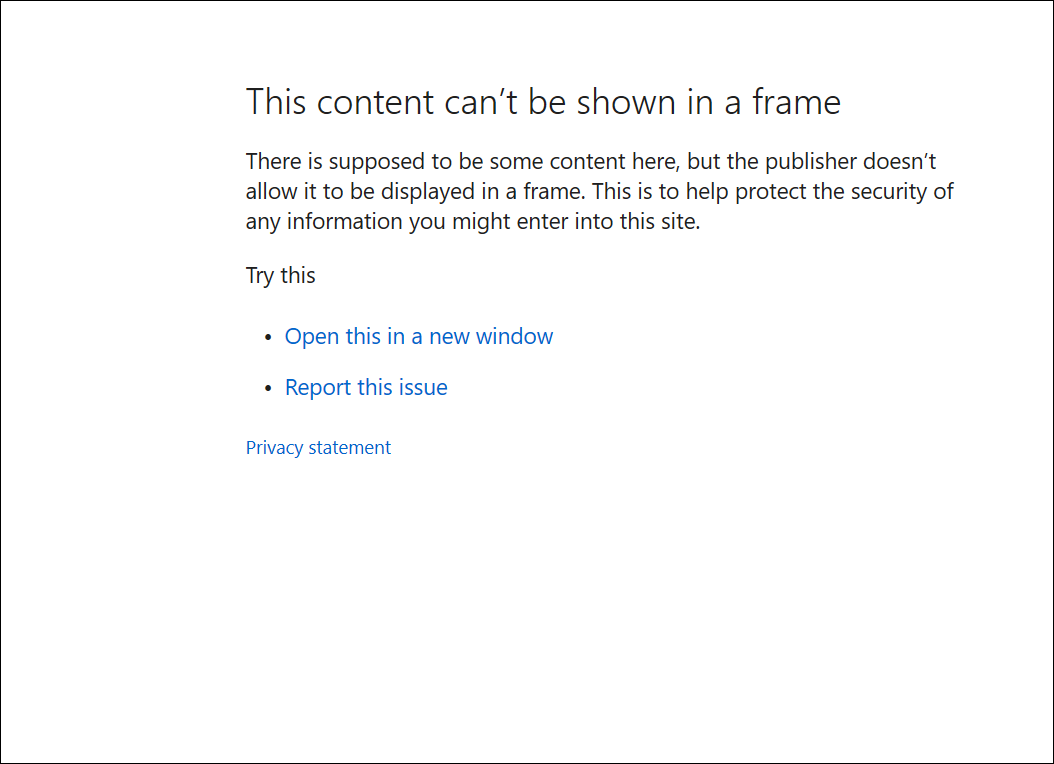 This content can’t be shown in a frame
There is supposed to be some content here, but the publisher doesn’t
allow it to be displayed in a frame. This is to help protect the security of
any information you might enter into this site.
Try this
• Open this in a new window
• Report this issue
Privacy statement